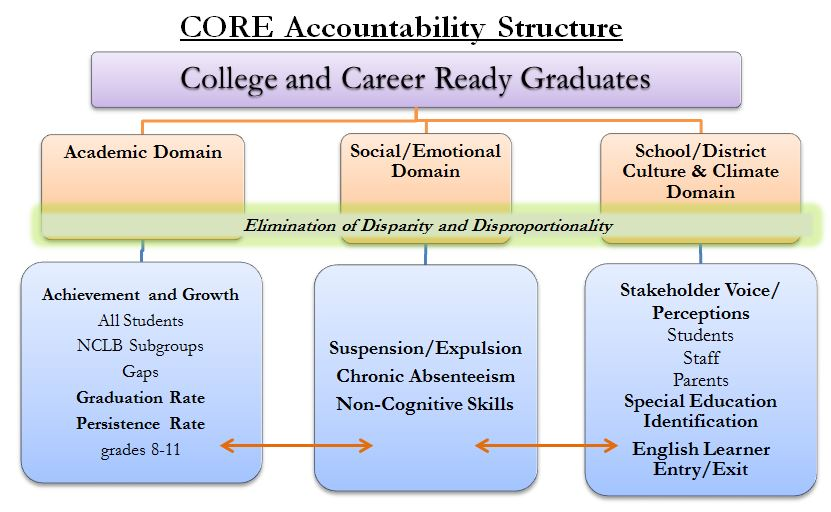 CORE Accountability Structure
College and Career Ready Graduates
Academic Domain
Social/Emotional
Domain
School/District
Culture & Climate
Domain
Elimination of Disparity and Disproportionality
Achievement and Growth
All Students
NCLB Subgroups
Gaps
Graduation Rate
Persistence Rate
grades 8-11
Suspension/Expulsion
Chronic Absenteeism
Non-Cognitive Skills
Stakeholder Voice/
Perceptions
Students
Staff
Parents
Special Education
Identification
English Learner
Entry/Exit